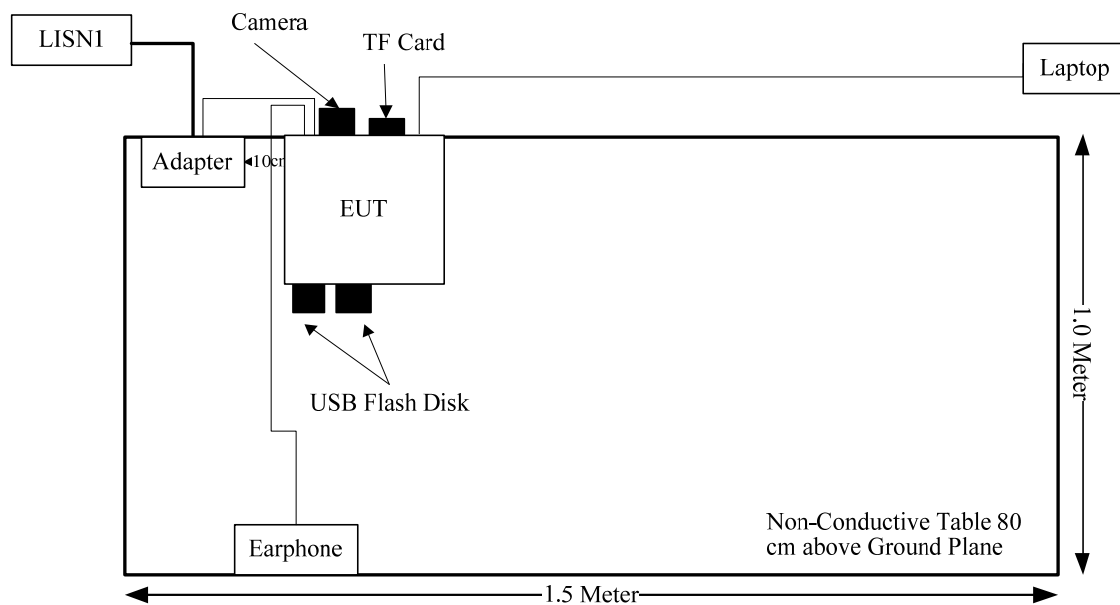 Camera
LISN1
TF Card
Laptop
Adapter
10cm
EUT
USB Flash Disk
1.0 Meter
Non-Conductive Table 80
cm above Ground Plane
Earphone
1.5 Meter